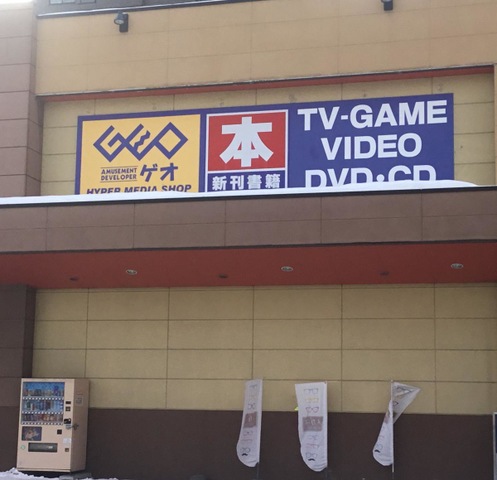 GEO
AMUSEMENT
DEVELOPER ゲオ
HYPER MEDIA SHOP
本
新刊書籍
TV-GAME
VIDEO
DVD・CD